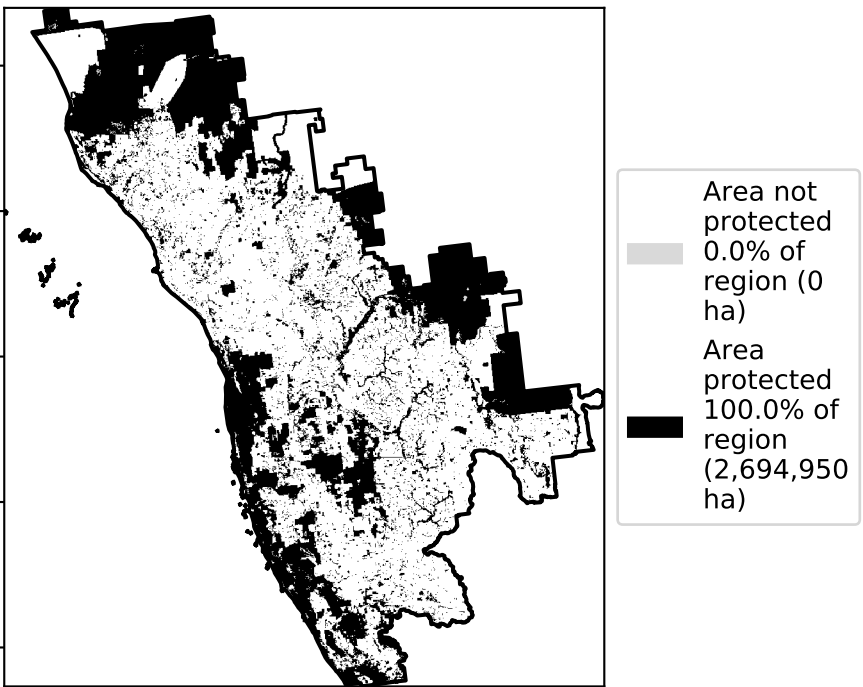 Area not
protected
0.0% of
region (0
ha)
Area
protected
100.0% of
region
(2,694,950
ha)